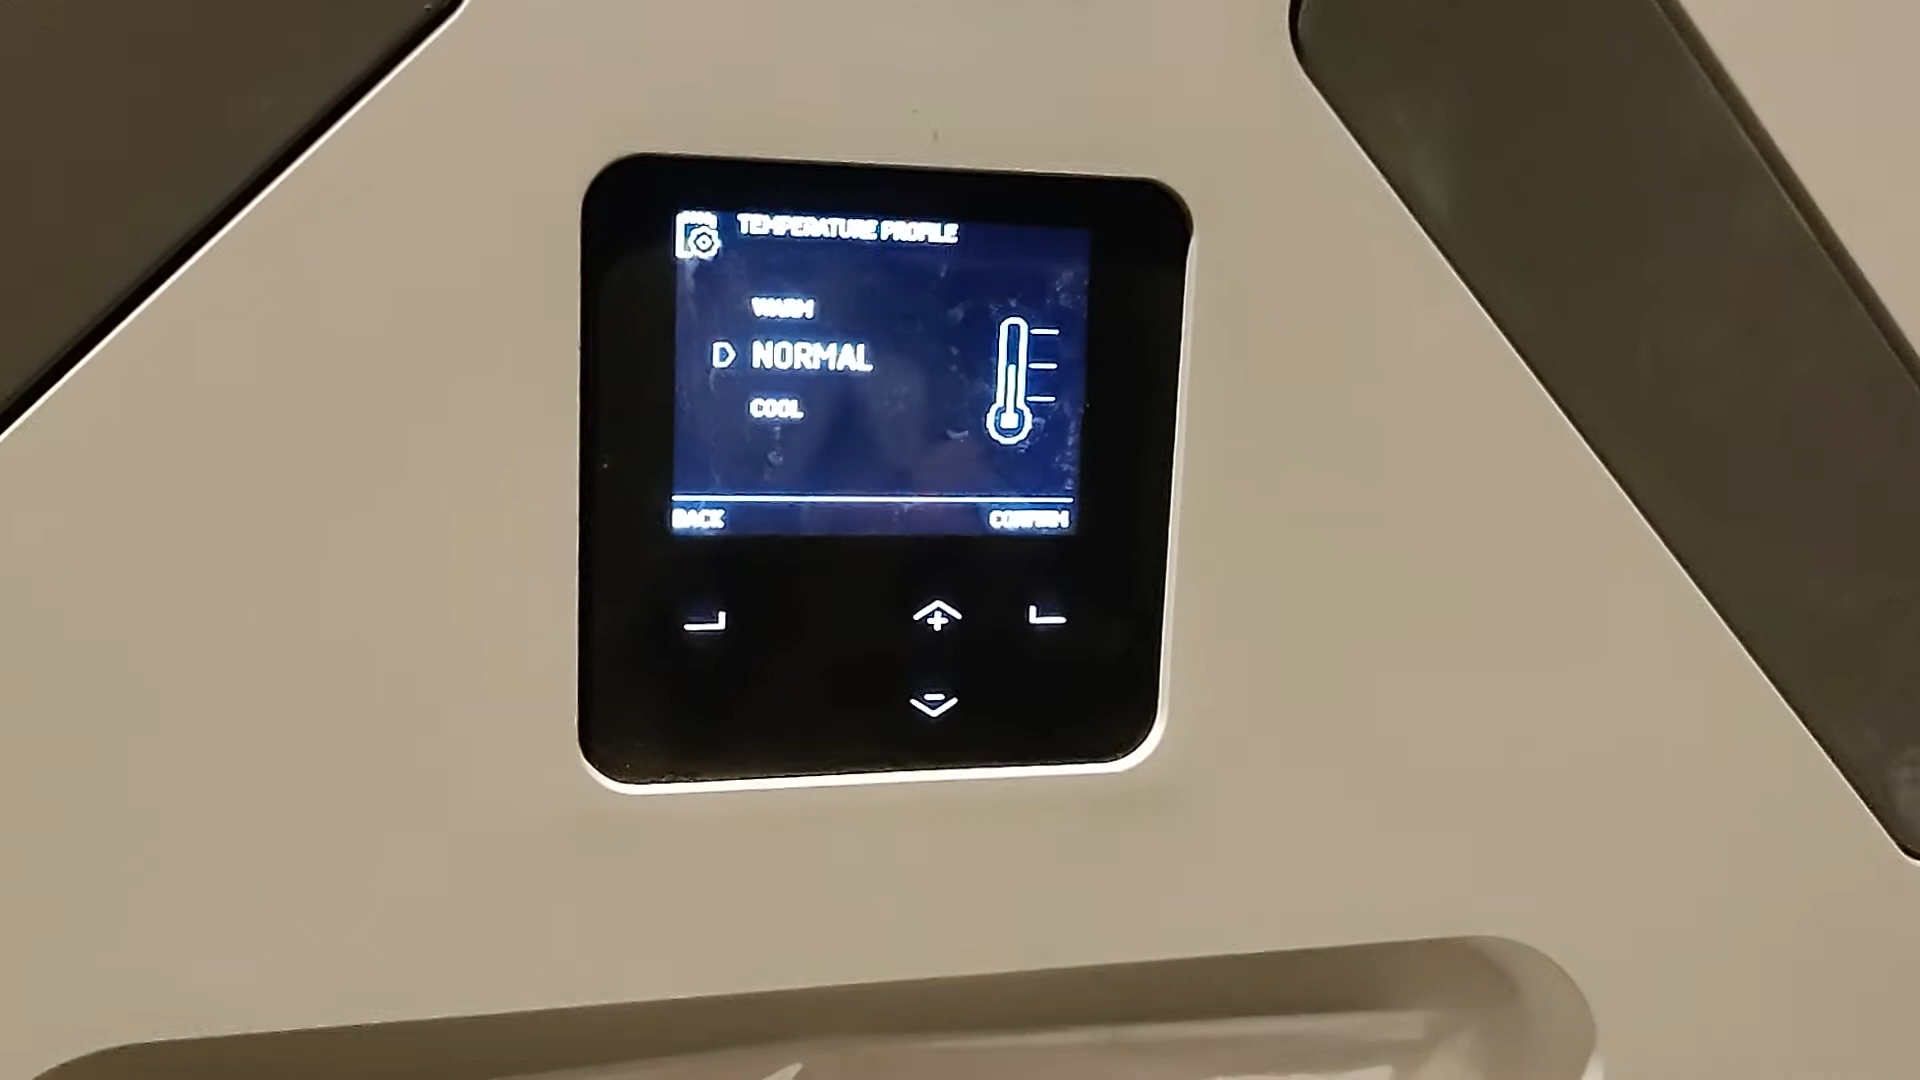 TEMPERATURE PROFILE
WARM
NORMAL
COOL
BACK CONFIRM